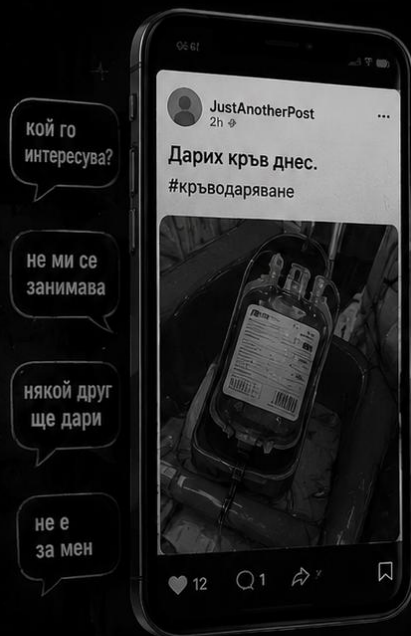 кой го
интересува?
не ми се
занимава
някой друг
ще дари
не е
за мен
JustAnotherPost
2h
Дарих кръв днес.
#кръводаряване
12
1